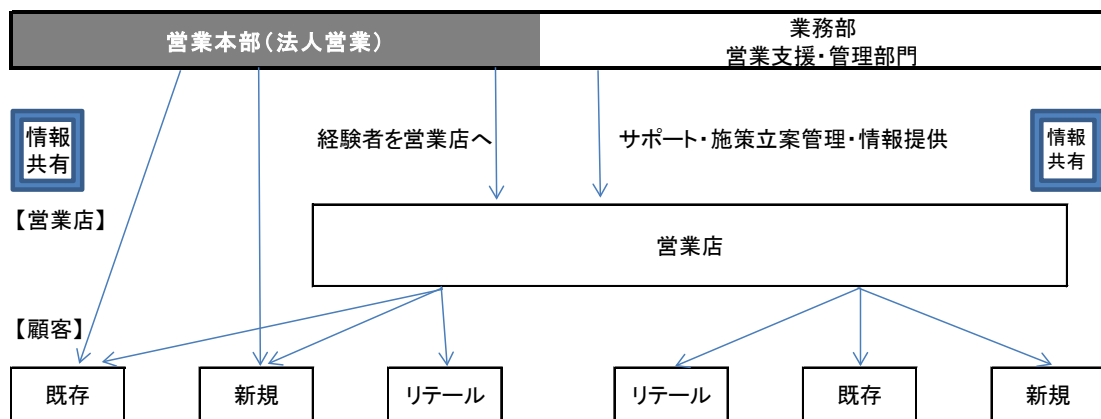 営業本部（法人営業）
業務部
営業支援・管理部門
情報
共有
経験者を営業店へ
サポート・施策立案管理・情報提供
情報
共有
【営業店】
営業店
【顧客】
既存
新規
リテール
リテール
既存
新規